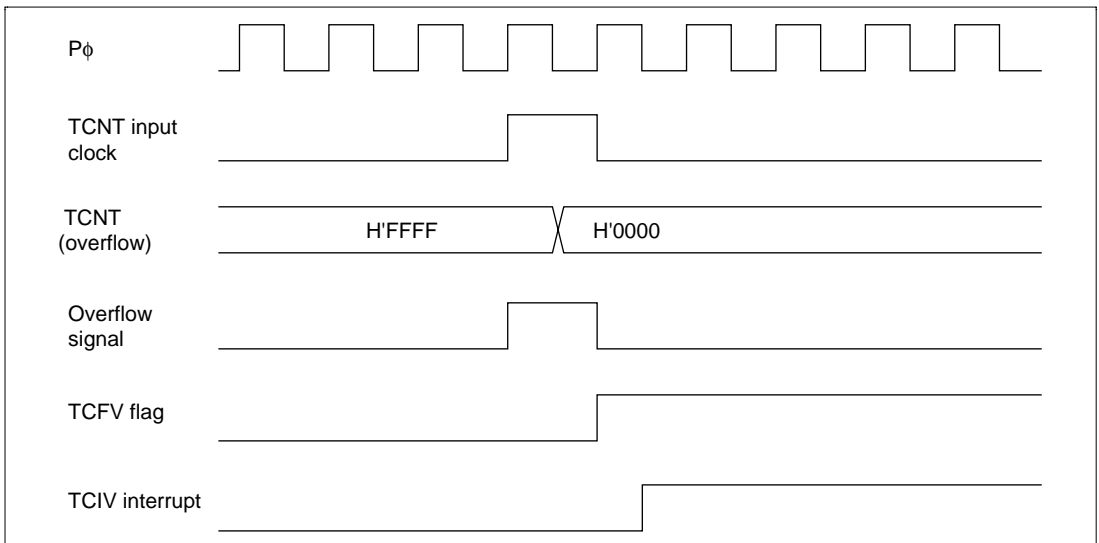 Pϕ
TCNT input
clock
TCNT
(overflow)
H'FFFF
H'0000
Overflow
signal
TCFV flag
TCIV interrupt